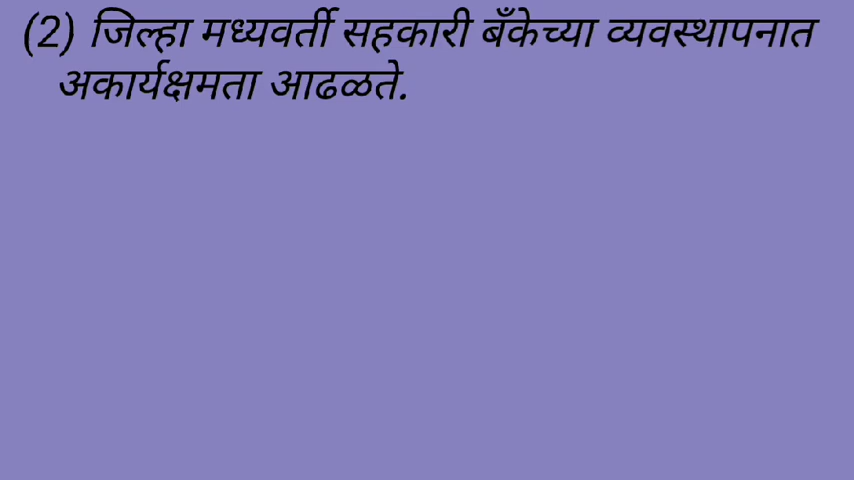 (2) जिल्हा मध्यवर्ती सहकारी बँकेच्या व्यवस्थापनात
अकार्यक्षमता आढळते.